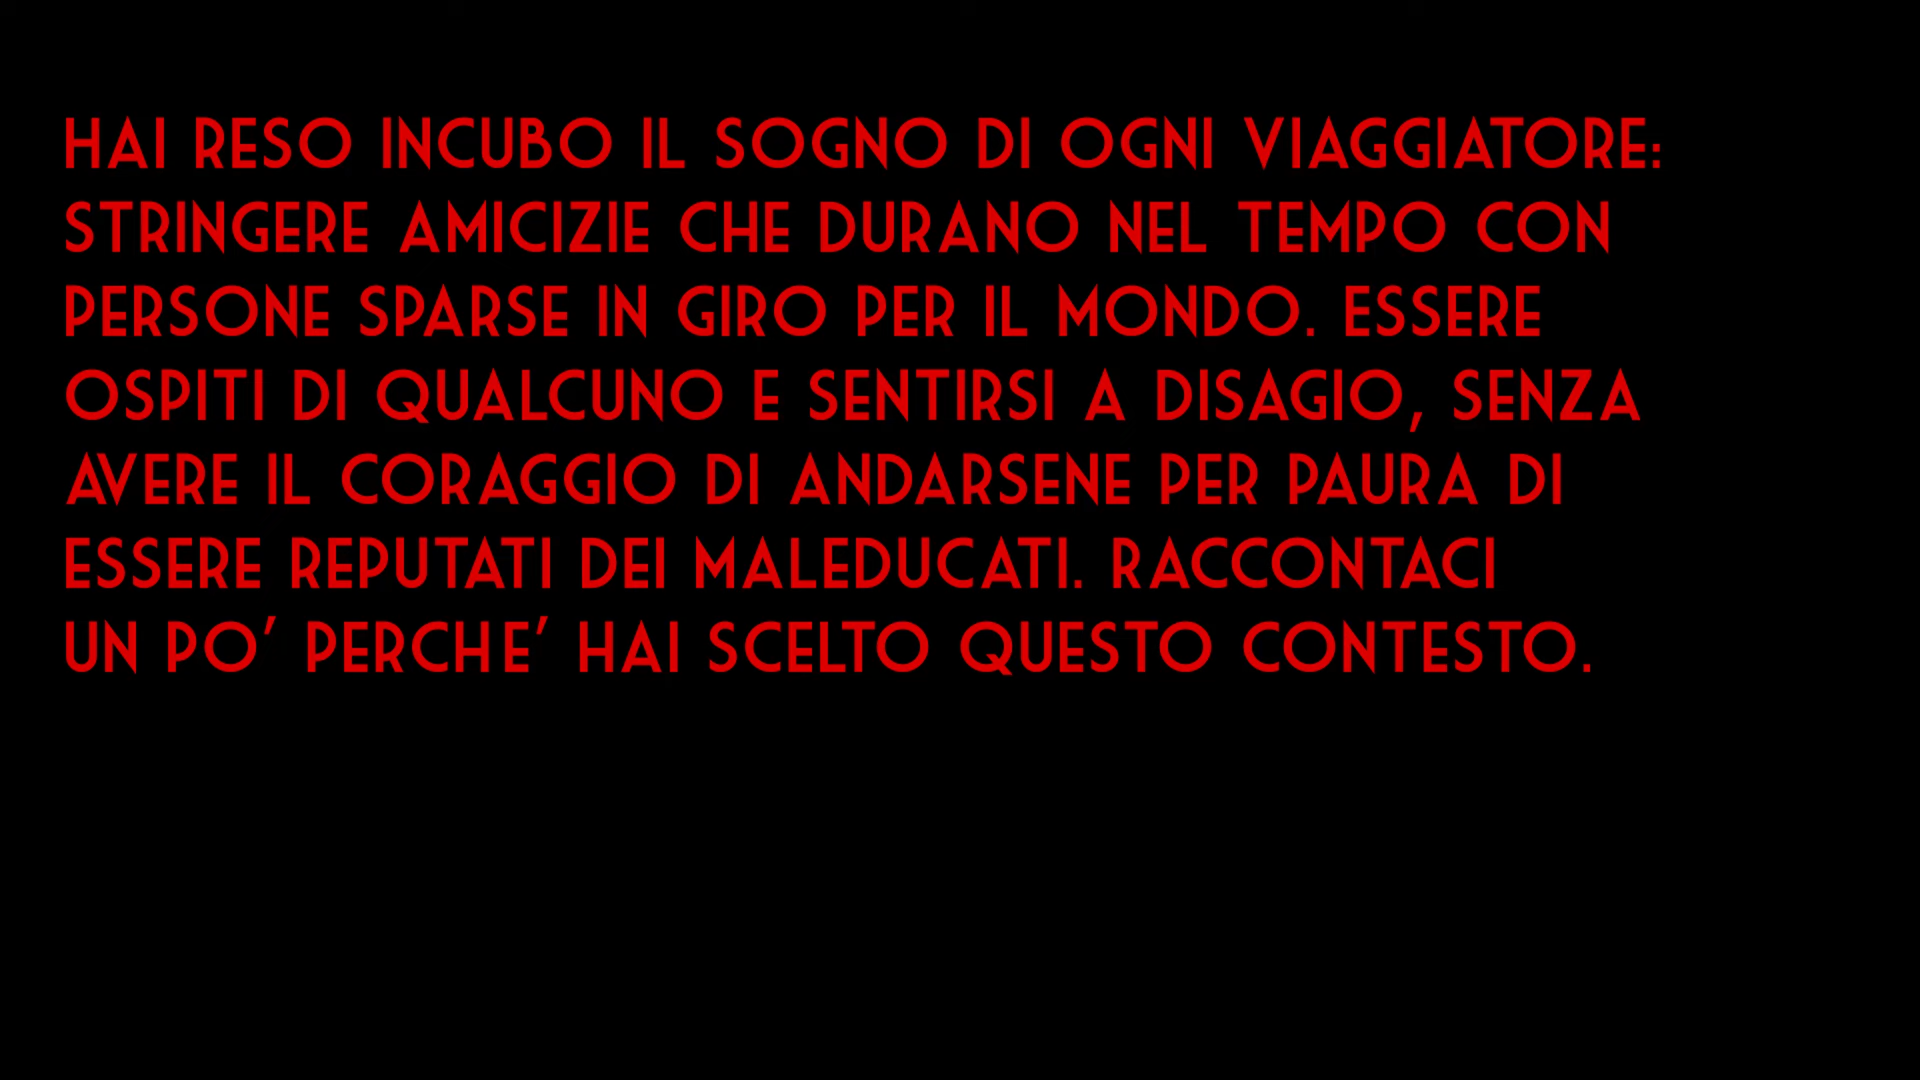 HAI RESO INCUBO IL SOGNO DI OGNI VIAGGIATORE:
STRINGERE AMICIZIE CHE DURANO NEL TEMPO CON
PERSONE SPARSE IN GIRO PER IL MONDO. ESSERE
OSPITI DI QUALCUNO E SENTIRSI A DISAGIO, SENZA
AVERE IL CORAGGIO DI ANDARSENE PER PAURA DI
ESSERE REPUTATI DEI MALEDUCATI. RACCONTACI
UN PO' PERCHE' HAI SCELTO QUESTO CONTESTO.